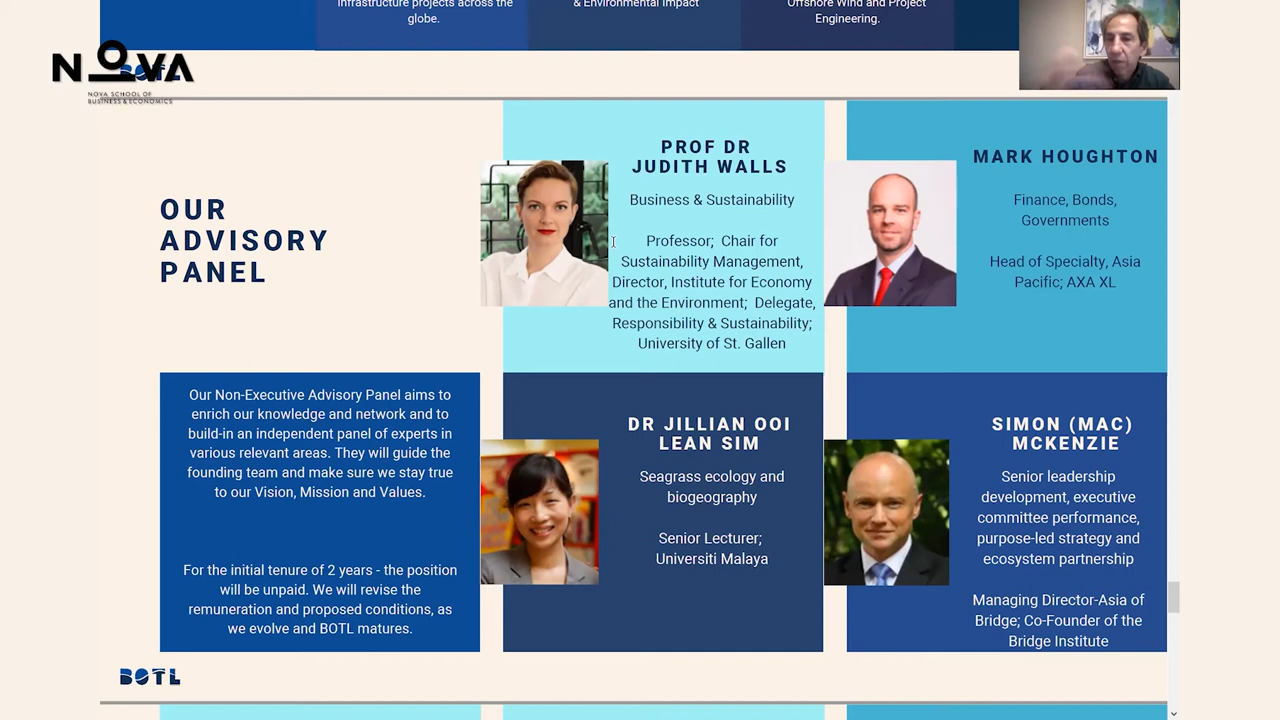 infrastructure projects across the
globe.
& Environmental Impact
Offshore Wind and Project
Engineering.
NOVA
NOVA SCHOOL OF
BUSINESS & ECONOMICS
BOTL
OUR
ADVISORY
PANEL
PROF DR
JUDITH WALLS
Business & Sustainability
Professor; Chair for
Sustainability Management,
Director, Institute for Economy
and the Environment; Delegate,
Responsibility & Sustainability;
University of St. Gallen
MARK HOUGHTON
Finance, Bonds,
Governments
Head of Specialty, Asia
Pacific; AXA XL
Our Non-Executive Advisory Panel aims to
enrich our knowledge and network and to
build-in an independent panel of experts in
various relevant areas. They will guide the
founding team and make sure we stay true
to our Vision, Mission and Values.
For the initial tenure of 2 years - the position
will be unpaid. We will revise the
remuneration and proposed conditions, as
we evolve and BOTL matures.
DR JILLIAN OOI
LEAN SIM
Seagrass ecology and
biogeography
Senior Lecturer;
Universiti Malaya
SIMON (MAC)
MCKENZIE
Senior leadership
development, executive
committee performance,
purpose-led strategy and
ecosystem partnership
Managing Director-Asia of
Bridge; Co-Founder of the
Bridge Institute
BOTL